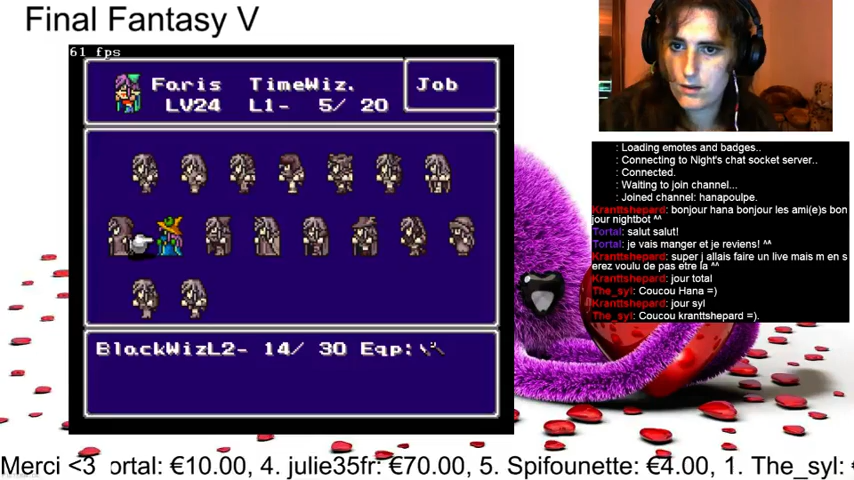 Final Fantasy V
61 fps
Faris TimeWiz.
LV24 L1- 5/ 20
Job
BlackWizL2- 14/ 30 Eqp:
: Loading emotes and badges..
: Connecting to Night's chat socket server..
: Connected.
: Waiting to join channel...
: Joined channel: hanapoulpe.
Kranttshepard: bonjour hana bonjour les ami(e)s bon
jour nightbot ^^
Tortal: salut salut!
Tortal: je vais manger et je reviens! ^^
Kranttshepard: super j allais faire un live mais m en s
erez voulu de pas etre la ^^
Kranttshepard: jour total
The_syl: Coucou Hana =)
Kranttshepard: jour syl
The_syl: Coucou kranttshepard =).
Merci <3 ortal: €10.00, 4. julie35fr: €70.00, 5. Spifounette: €4.00, 1. The_syl: